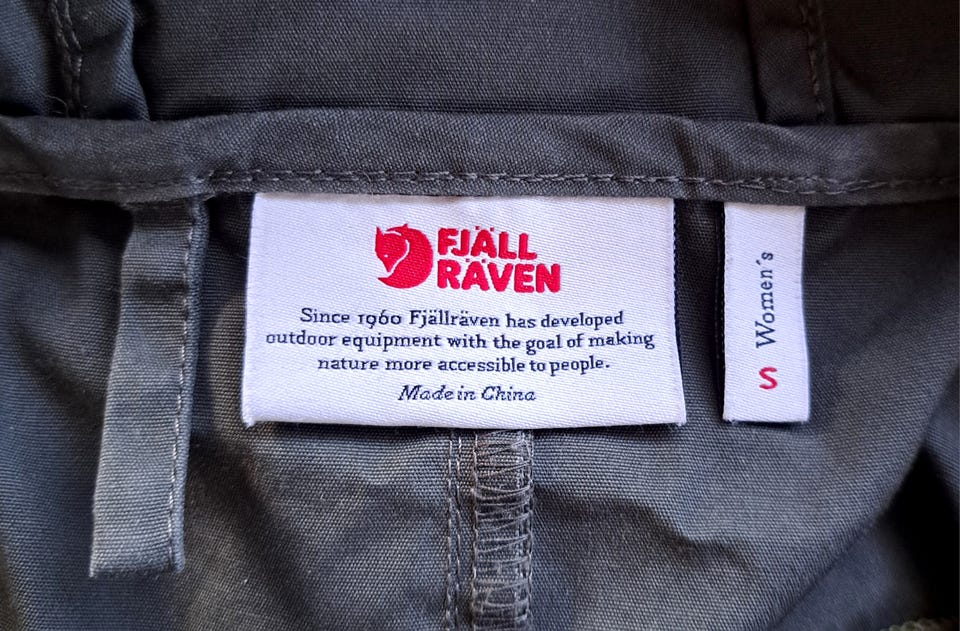 FJÄLL
RÄVEN
Since 1960 Fjällräven has developed
outdoor equipment with the goal of making
nature more accessible to people.
Made in China
Women´s
S